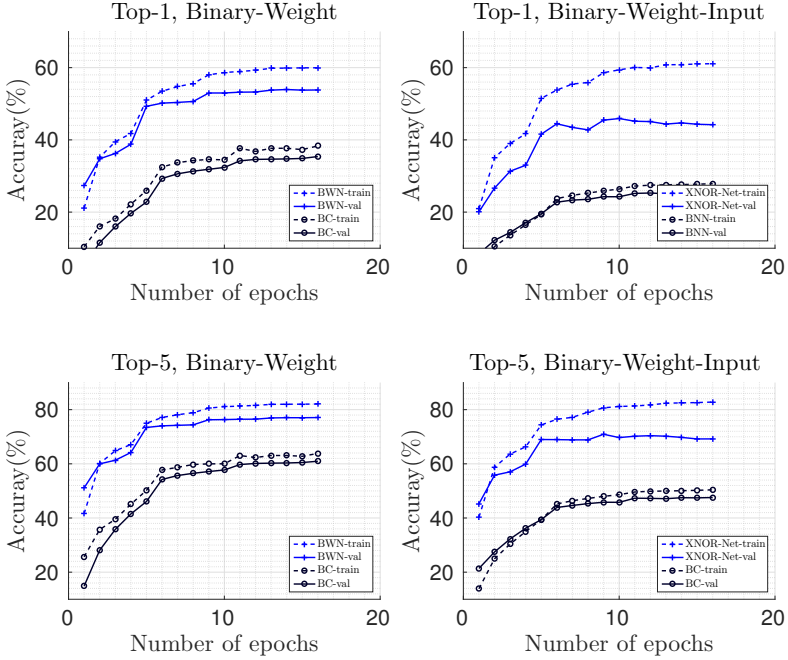 Top-1, Binary-Weight
Accuray(%)
60
40
20
0
10
20
Number of epochs
BWN-train
BWN-val
BC-train
BC-val
Top-1, Binary-Weight-Input
Accuray(%)
60
40
20
0
10
20
Number of epochs
XNOR-Net-train
XNOR-Net-val
BNN-train
BNN-val
Top-5, Binary-Weight
Accuray(%)
80
60
40
20
0
10
20
Number of epochs
BWN-train
BWN-val
BC-train
BC-val
Top-5, Binary-Weight-Input
Accuray(%)
80
60
40
20
0
10
20
Number of epochs
XNOR-Net-train
XNOR-Net-val
BC-train
BC-val